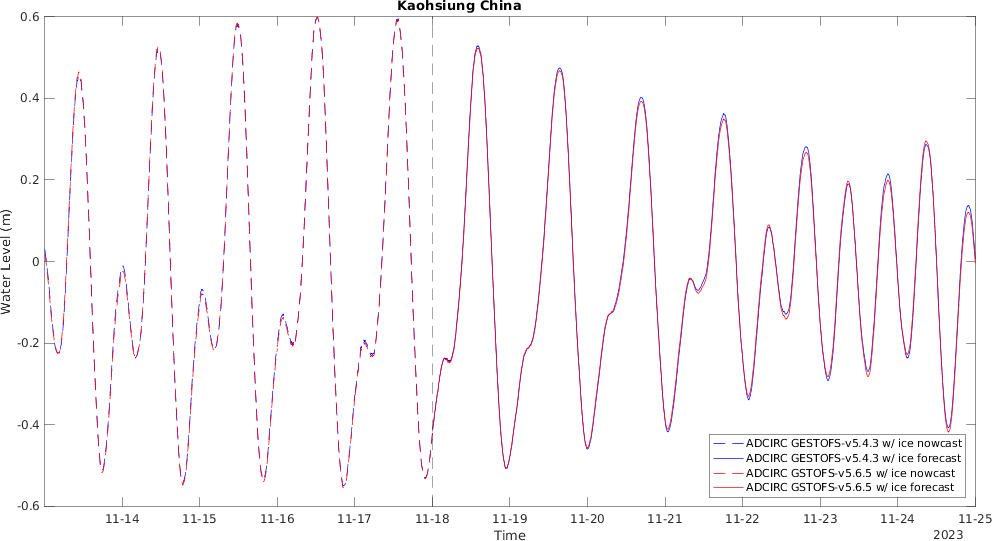 Kaohsiung China
0.6
0.4
0.2
0
-0.2
-0.4
-0.6
Water Level (m)
ADCIRC GESTOFS-v5.4.3 w/ ice nowcast
ADCIRC GESTOFS-v5.4.3 w/ ice forecast
ADCIRC GSTOFS-v5.6.5 w/ ice nowcast
ADCIRC GSTOFS-v5.6.5 w/ ice forecast
11-14 11-15 11-16 11-17 11-18 11-19 11-20 11-21 11-22 11-23 11-24 11-25
Time
2023